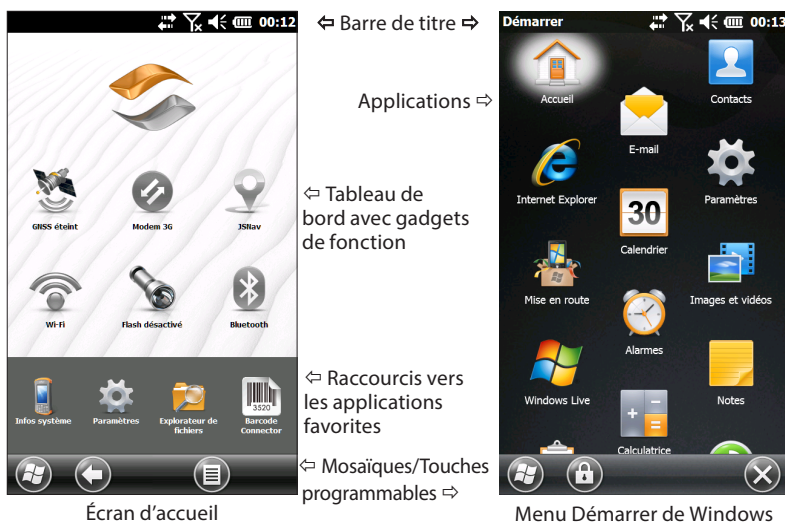 00:12
⇦ Barre de titre ⇨
Démarrer 00:13
Applications ⇨
Accueil
Contacts
E-mail
⇦ Tableau de
bord avec gadgets
de fonction
GNSS éteint Modem 3G JSNav
Internet Explorer
Paramètres
30
Calendrier
Wi-Fi Flash désactivé Bluetooth
Mise en route
Images et vidéos
Alarmes
⇦ Raccourcis vers
les applications
favorites
3520
Infos système Paramètres Explorateur de
fichiers Barcode
Connector
Windows Live
Notes
Calculatrice
⇦ Mosaïques/Touches
programmables ⇨
Écran d’accueil
Menu Démarrer de Windows